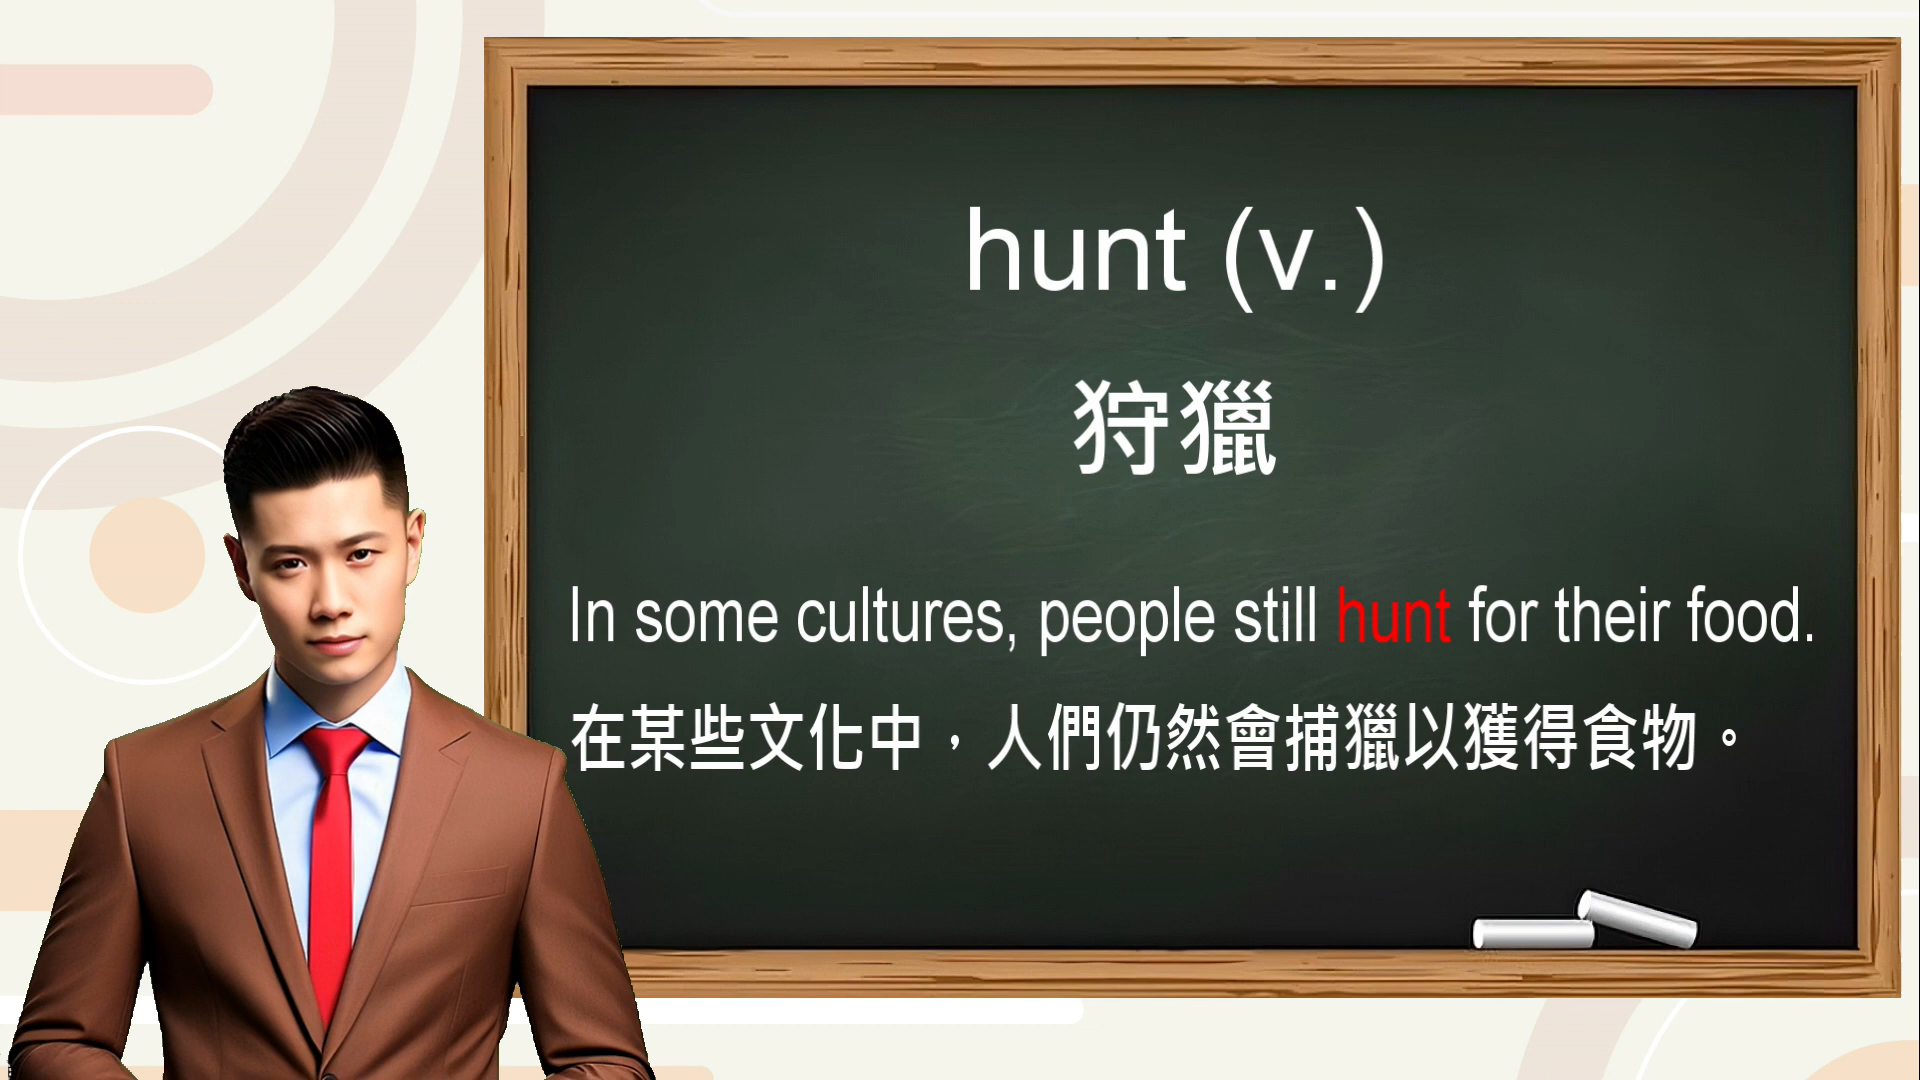 hunt (v.)
狩獵
In some cultures, people still hunt for their food.
在某些文化中，人們仍然會捕獵以獲得食物。